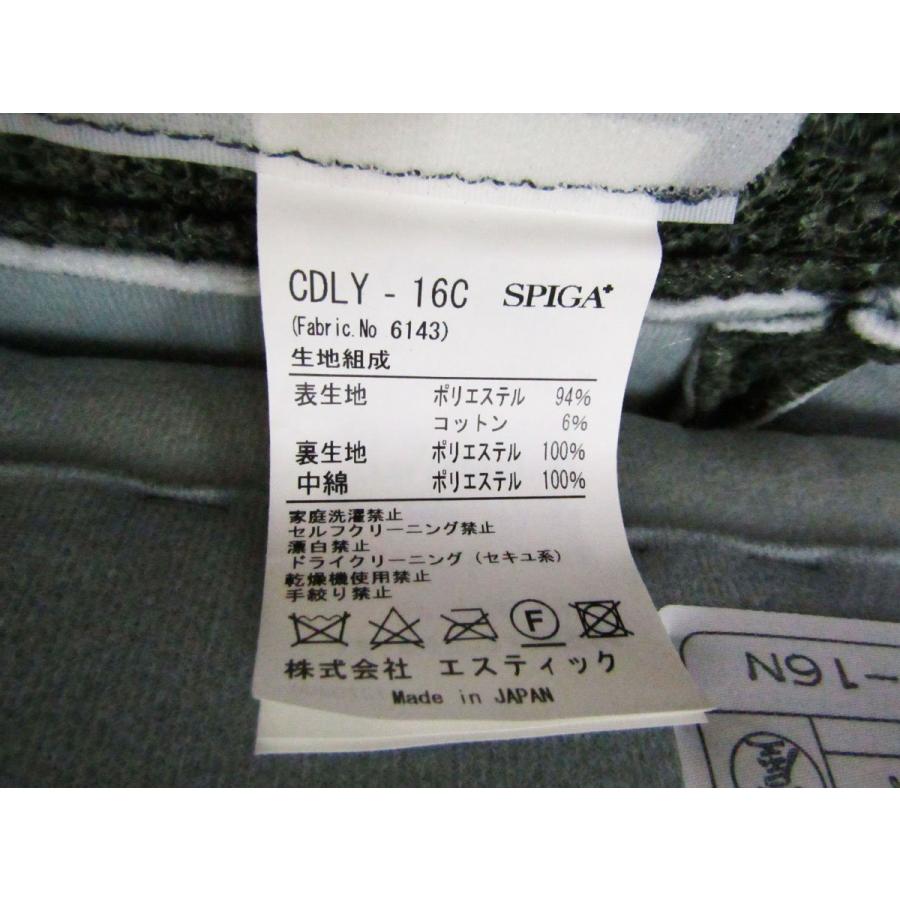 CDLY - 16C SPIGA+
(Fabric.No 6143)
生地組成
表生地 ポリエステル 94%
コットン 6%
裏生地 ポリエステル 100%
中綿 ポリエステル 100%
家庭洗濯禁止
セルフクリーニング禁止
漂白禁止
ドライクリーニング(セキユ系)
乾燥機使用禁止
手絞り禁止
F
株式会社 エスティック
Made in JAPAN
-16N